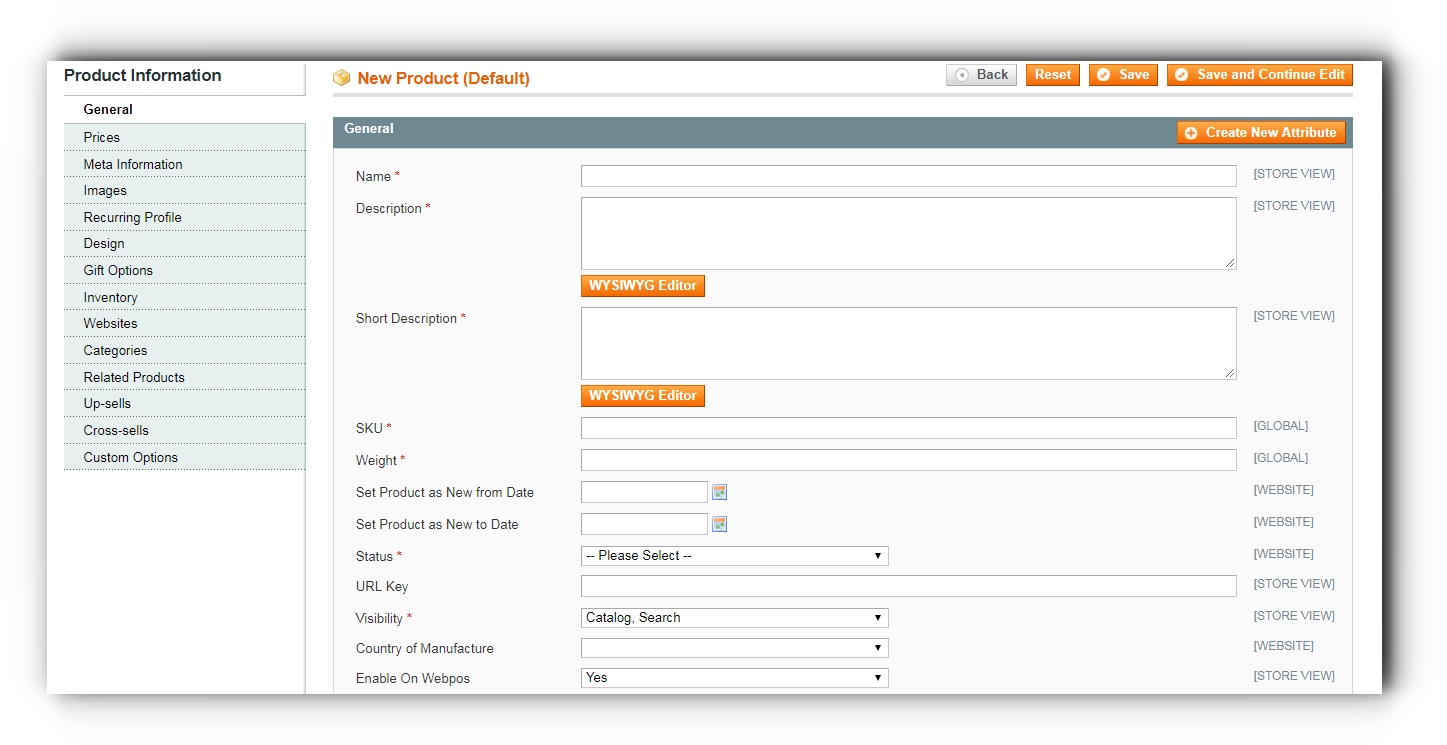 Product Information
General
Prices
Meta Information
Images
Recurring Profile
Design
Gift Options
Inventory
Websites
Categories
Related Products
Up-sells
Cross-sells
Custom Options
New Product (Default)
Back Reset Save Save and Continue Edit
General Create New Attribute
Name * [STORE VIEW]
Description * [STORE VIEW]
WYSIWYG Editor
Short Description * [STORE VIEW]
WYSIWYG Editor
SKU * [GLOBAL]
Weight * [GLOBAL]
Set Product as New from Date [WEBSITE]
Set Product as New to Date [WEBSITE]
Status * -- Please Select -- [WEBSITE]
URL Key [STORE VIEW]
Visibility * Catalog, Search [STORE VIEW]
Country of Manufacture [WEBSITE]
Enable On Webpos Yes [STORE VIEW]